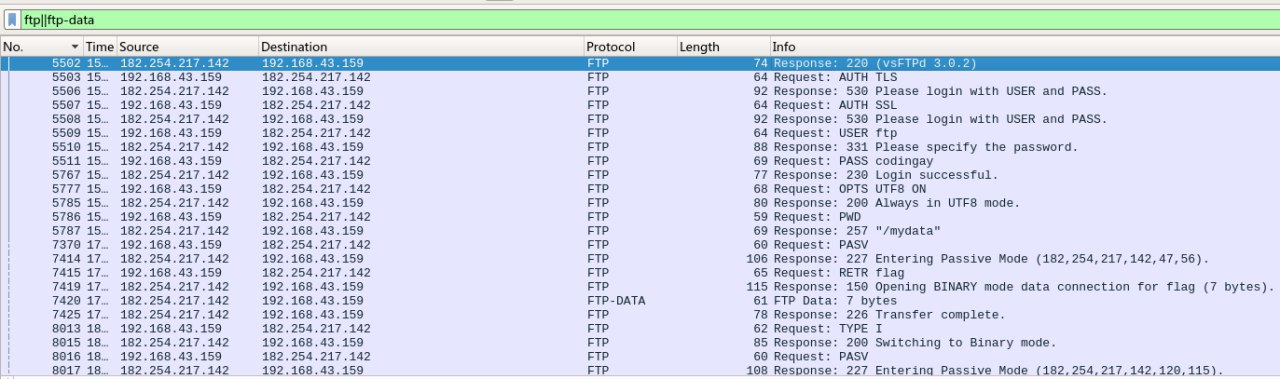 ftp||ftp-data
No. Time Source Destination Protocol Length Info
5502 15… 182.254.217.142 192.168.43.159 FTP 74 Response: 220 (vsFTPd 3.0.2)
5503 15… 192.168.43.159 182.254.217.142 FTP 64 Request: AUTH TLS
5506 15… 182.254.217.142 192.168.43.159 FTP 92 Response: 530 Please login with USER and PASS.
5507 15… 192.168.43.159 182.254.217.142 FTP 64 Request: AUTH SSL
5508 15… 182.254.217.142 192.168.43.159 FTP 92 Response: 530 Please login with USER and PASS.
5509 15… 192.168.43.159 182.254.217.142 FTP 64 Request: USER ftp
5510 15… 182.254.217.142 192.168.43.159 FTP 88 Response: 331 Please specify the password.
5511 15… 192.168.43.159 182.254.217.142 FTP 69 Request: PASS codingay
5767 15… 182.254.217.142 192.168.43.159 FTP 77 Response: 230 Login successful.
5777 15… 192.168.43.159 182.254.217.142 FTP 68 Request: OPTS UTF8 ON
5785 15… 182.254.217.142 192.168.43.159 FTP 80 Response: 200 Always in UTF8 mode.
5786 15… 192.168.43.159 182.254.217.142 FTP 59 Request: PWD
5787 15… 182.254.217.142 192.168.43.159 FTP 69 Response: 257 "/mydata"
7370 17… 192.168.43.159 182.254.217.142 FTP 60 Request: PASV
7414 17… 182.254.217.142 192.168.43.159 FTP 106 Response: 227 Entering Passive Mode (182,254,217,142,47,56).
7415 17… 192.168.43.159 182.254.217.142 FTP 65 Request: RETR flag
7419 17… 182.254.217.142 192.168.43.159 FTP 115 Response: 150 Opening BINARY mode data connection for flag (7 bytes).
7420 17… 182.254.217.142 192.168.43.159 FTP-DATA 61 FTP Data: 7 bytes
7425 17… 182.254.217.142 192.168.43.159 FTP 78 Response: 226 Transfer complete.
8013 18… 192.168.43.159 182.254.217.142 FTP 62 Request: TYPE I
8015 18… 182.254.217.142 192.168.43.159 FTP 85 Response: 200 Switching to Binary mode.
8016 18… 192.168.43.159 182.254.217.142 FTP 60 Request: PASV
8017 18… 182.254.217.142 192.168.43.159 FTP 108 Response: 227 Entering Passive Mode (182,254,217,142,120,115).